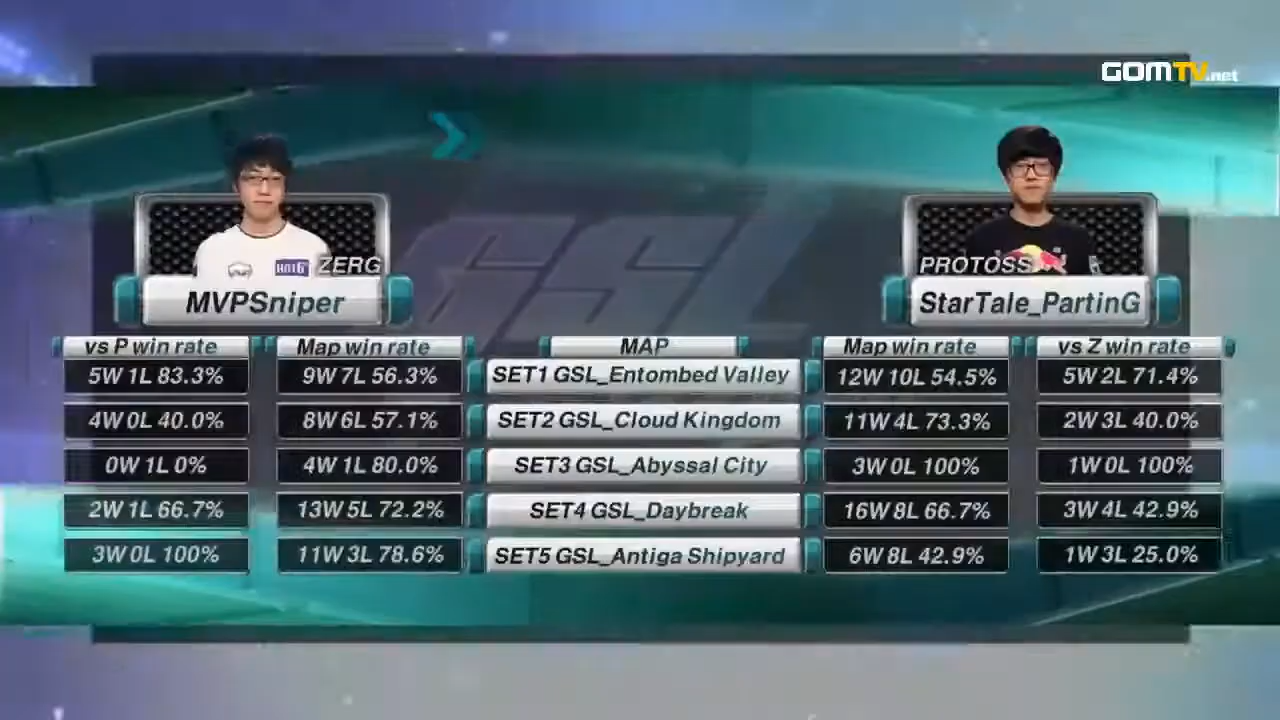 GOMTV.net
GSL
ZERG
PROTOSS
MVPSniper
StarTale_PartinG
vs P win rate Map win rate MAP Map win rate vs Z win rate
5W 1L 83.3% 9W 7L 56.3% SET1 GSL_Entombed Valley 12W 10L 54.5% 5W 2L 71.4%
4W 0L 40.0% 8W 6L 57.1% SET2 GSL_Cloud Kingdom 11W 4L 73.3% 2W 3L 40.0%
0W 1L 0% 4W 1L 80.0% SET3 GSL_Abyssal City 3W 0L 100% 1W 0L 100%
2W 1L 66.7% 13W 5L 72.2% SET4 GSL_Daybreak 16W 8L 66.7% 3W 4L 42.9%
3W 0L 100% 11W 3L 78.6% SET5 GSL_Antiga Shipyard 6W 8L 42.9% 1W 3L 25.0%